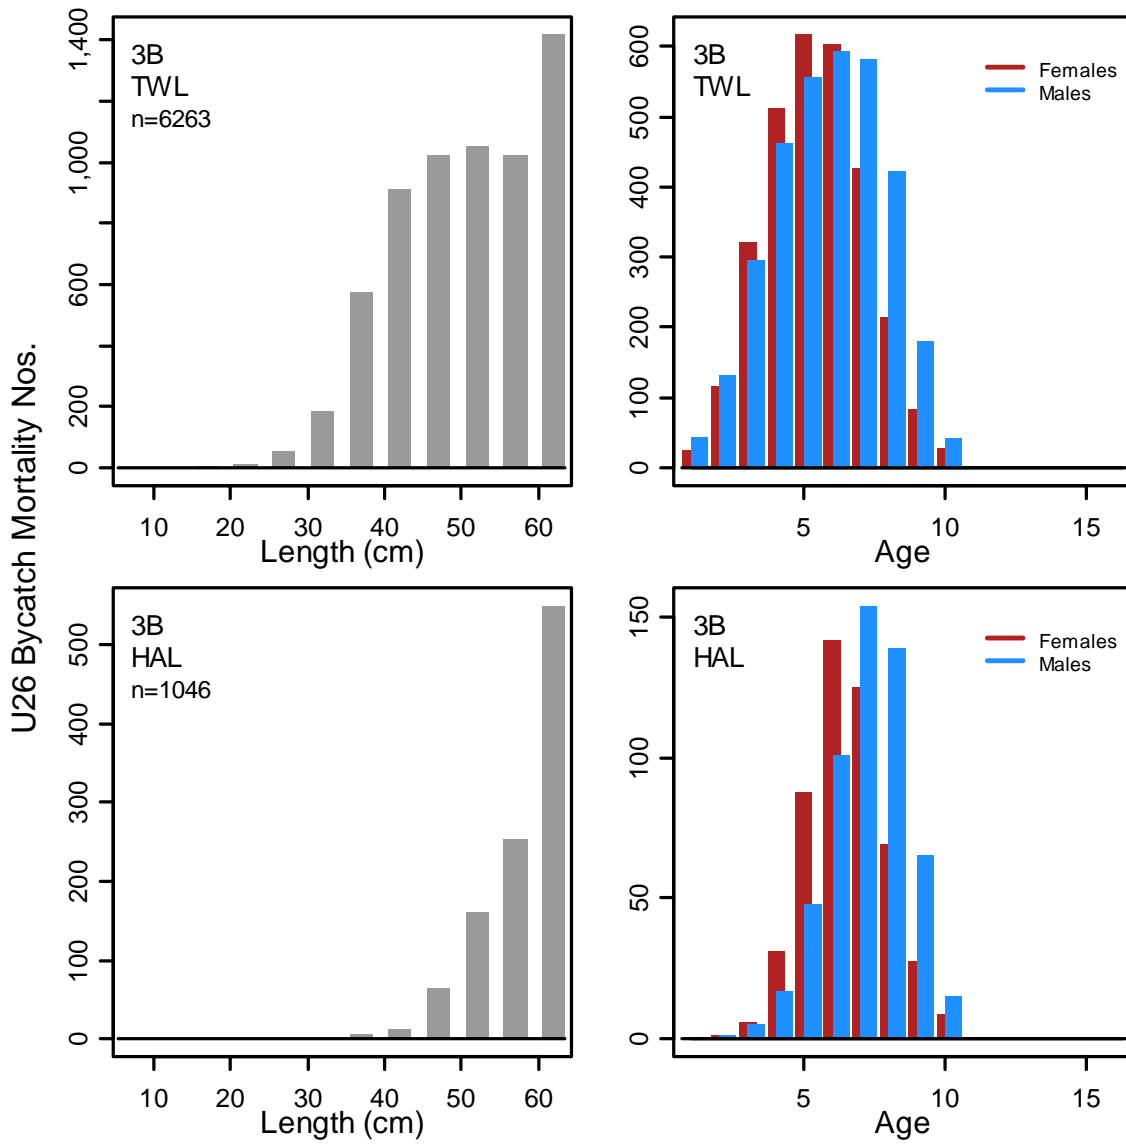 U26 Bycatch Mortality Nos.
3B
TWL
n=6263
1,400
1,000
600
200
0
10 20 30 40 50 60
Length (cm)
3B
TWL
Females
Males
600
500
400
300
200
100
0
5 10 15
Age
3B
HAL
n=1046
500
400
300
200
100
0
10 20 30 40 50 60
Length (cm)
3B
HAL
Females
Males
150
100
50
0
5 10 15
Age